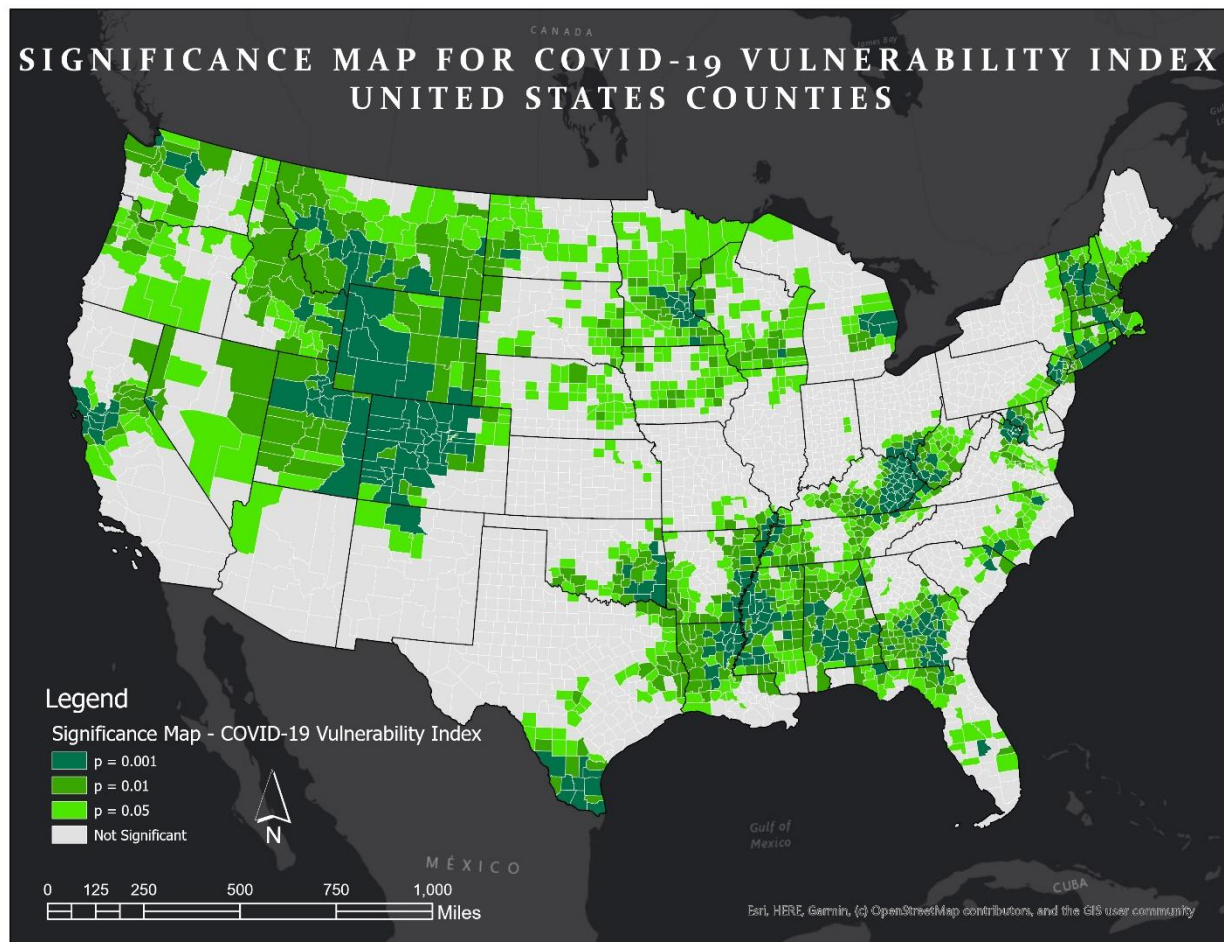 CANADA
James Bay
SIGNIFICANCE MAP FOR COVID-19 VULNERABILITY INDEX
UNITED STATES COUNTIES
Legend
Significance Map - COVID-19 Vulnerability Index
p = 0.001
p = 0.01
p = 0.05
Not Significant
N
Gulf of
Mexico
MÉXICO
CUBA
0 125 250 500 750 1,000
Miles
Esri, HERE, Garmin, (c) OpenStreetMap contributors, and the GIS user community